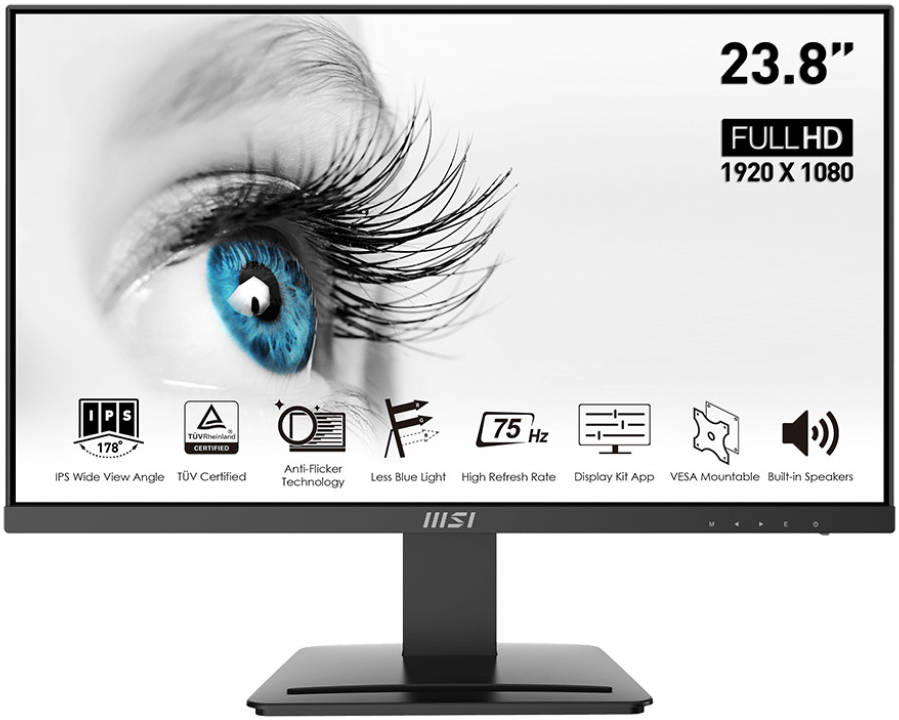 23.8”
FULL HD
1920 X 1080
IPS
178°
TÜVRheinland
®
CERTIFIED
75 Hz
IPS Wide View Angle
TÜV Certified
Anti-Flicker
Technology
Less Blue Light
High Refresh Rate
Display Kit App
VESA Mountable
Built-in Speakers
MSI
M ◄ ► E